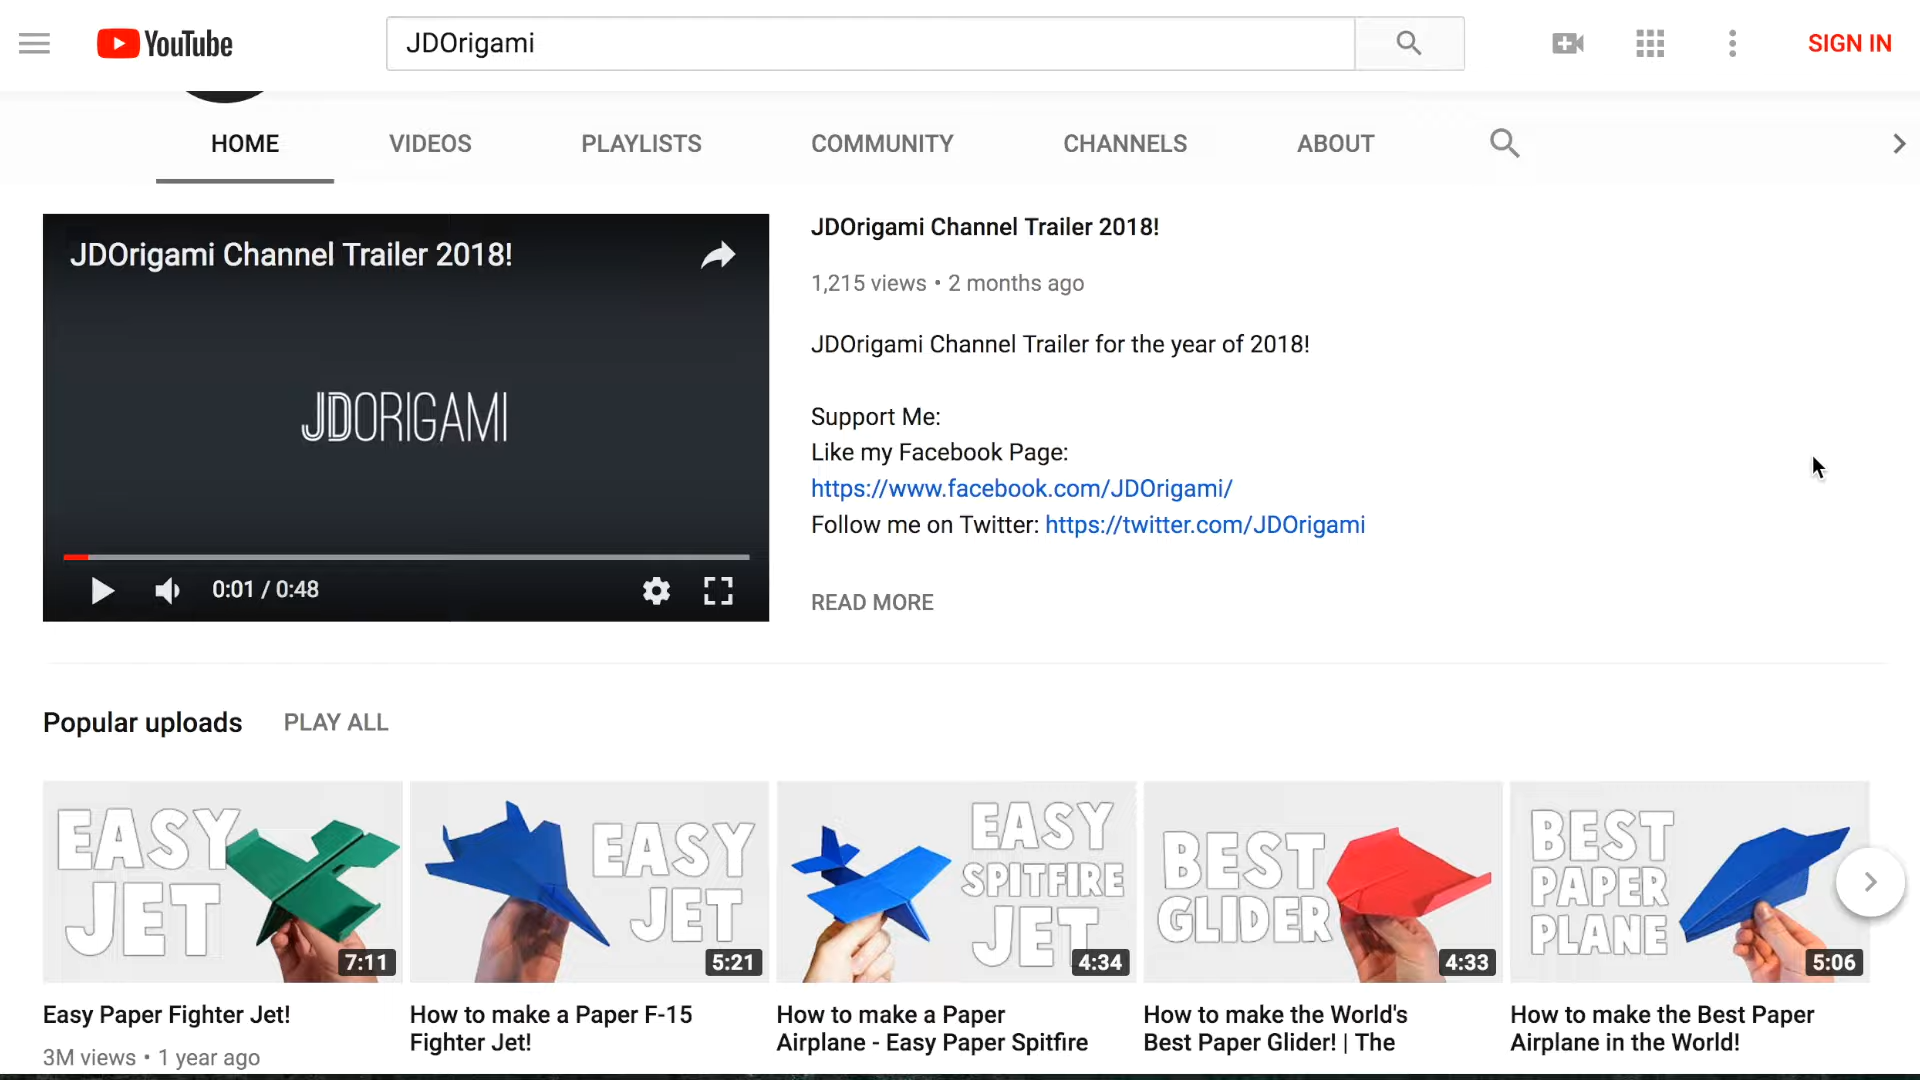 YouTube
JDOrigami
SIGN IN
HOME
VIDEOS
PLAYLISTS
COMMUNITY
CHANNELS
ABOUT
JDOrigami Channel Trailer 2018!
JDORIGAMI
0:01 / 0:48
JDOrigami Channel Trailer 2018!
1,215 views • 2 months ago
JDOrigami Channel Trailer for the year of 2018!
Support Me:
Like my Facebook Page:
https://www.facebook.com/JDOrigami/
Follow me on Twitter: https://twitter.com/JDOrigami
READ MORE
Popular uploads
PLAY ALL
EASY
JET
7:11
Easy Paper Fighter Jet!
3M views • 1 year ago
EASY
JET
5:21
How to make a Paper F-15
Fighter Jet!
EASY
SPITFIRE
JET
4:34
How to make a Paper
Airplane - Easy Paper Spitfire
BEST
GLIDER
4:33
How to make the World's
Best Paper Glider! | The
BEST
PAPER
PLANE
5:06
How to make the Best Paper
Airplane in the World!